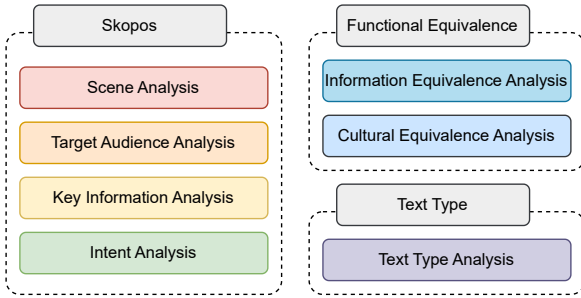 Skopos
Scene Analysis
Target Audience Analysis
Key Information Analysis
Intent Analysis
Functional Equivalence
Information Equivalence Analysis
Cultural Equivalence Analysis
Text Type
Text Type Analysis